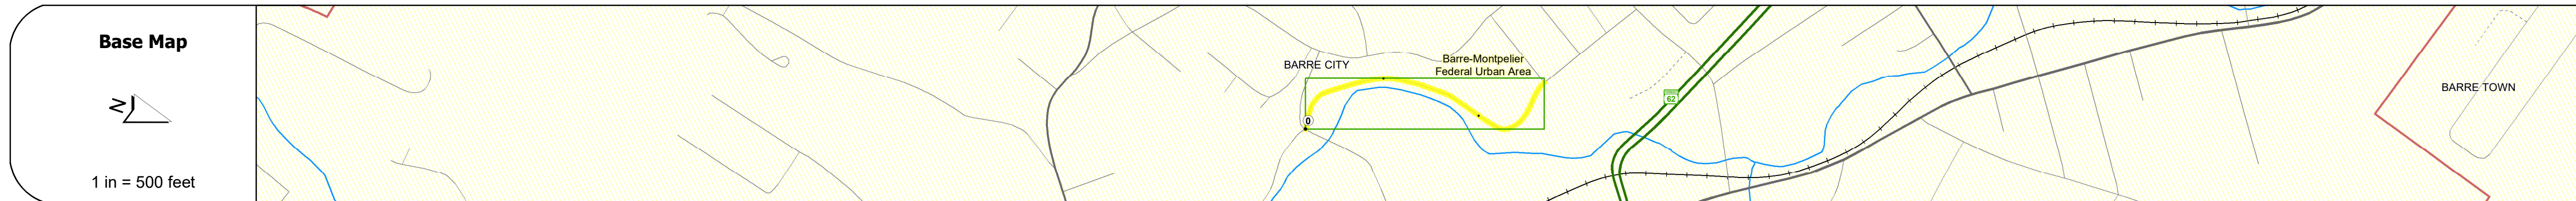 Base Map
N
1 in = 500 feet
BARRE CITY
Barre-Montpelier
Federal Urban Area
0
62
BARRE TOWN